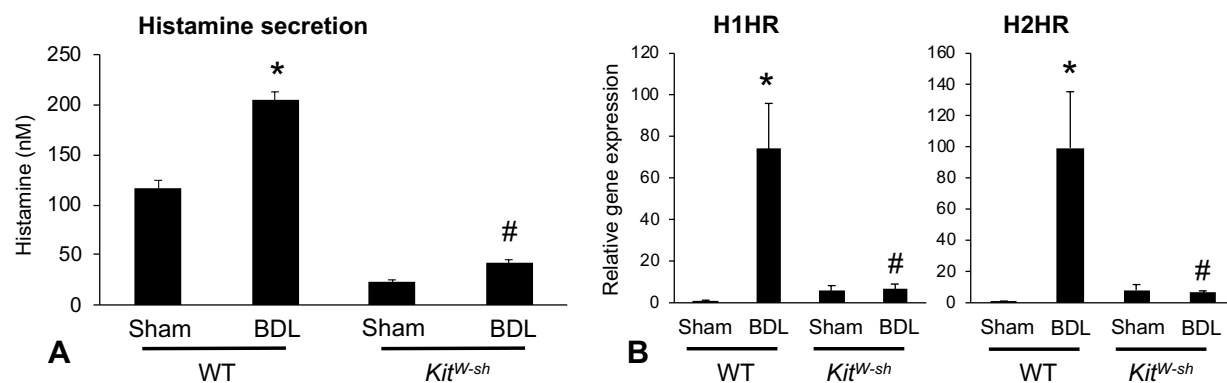 Histamine secretion
Histamine (nM)
250
200
150
100
50
0
*
#
Sham BDL Sham BDL
WT Kit^W-sh
A
H1HR
Relative gene expression
120
100
80
60
40
20
0
*
#
Sham BDL Sham BDL
WT Kit^W-sh
B
H2HR
160
140
120
100
80
60
40
20
0
*
#
Sham BDL Sham BDL
WT Kit^W-sh